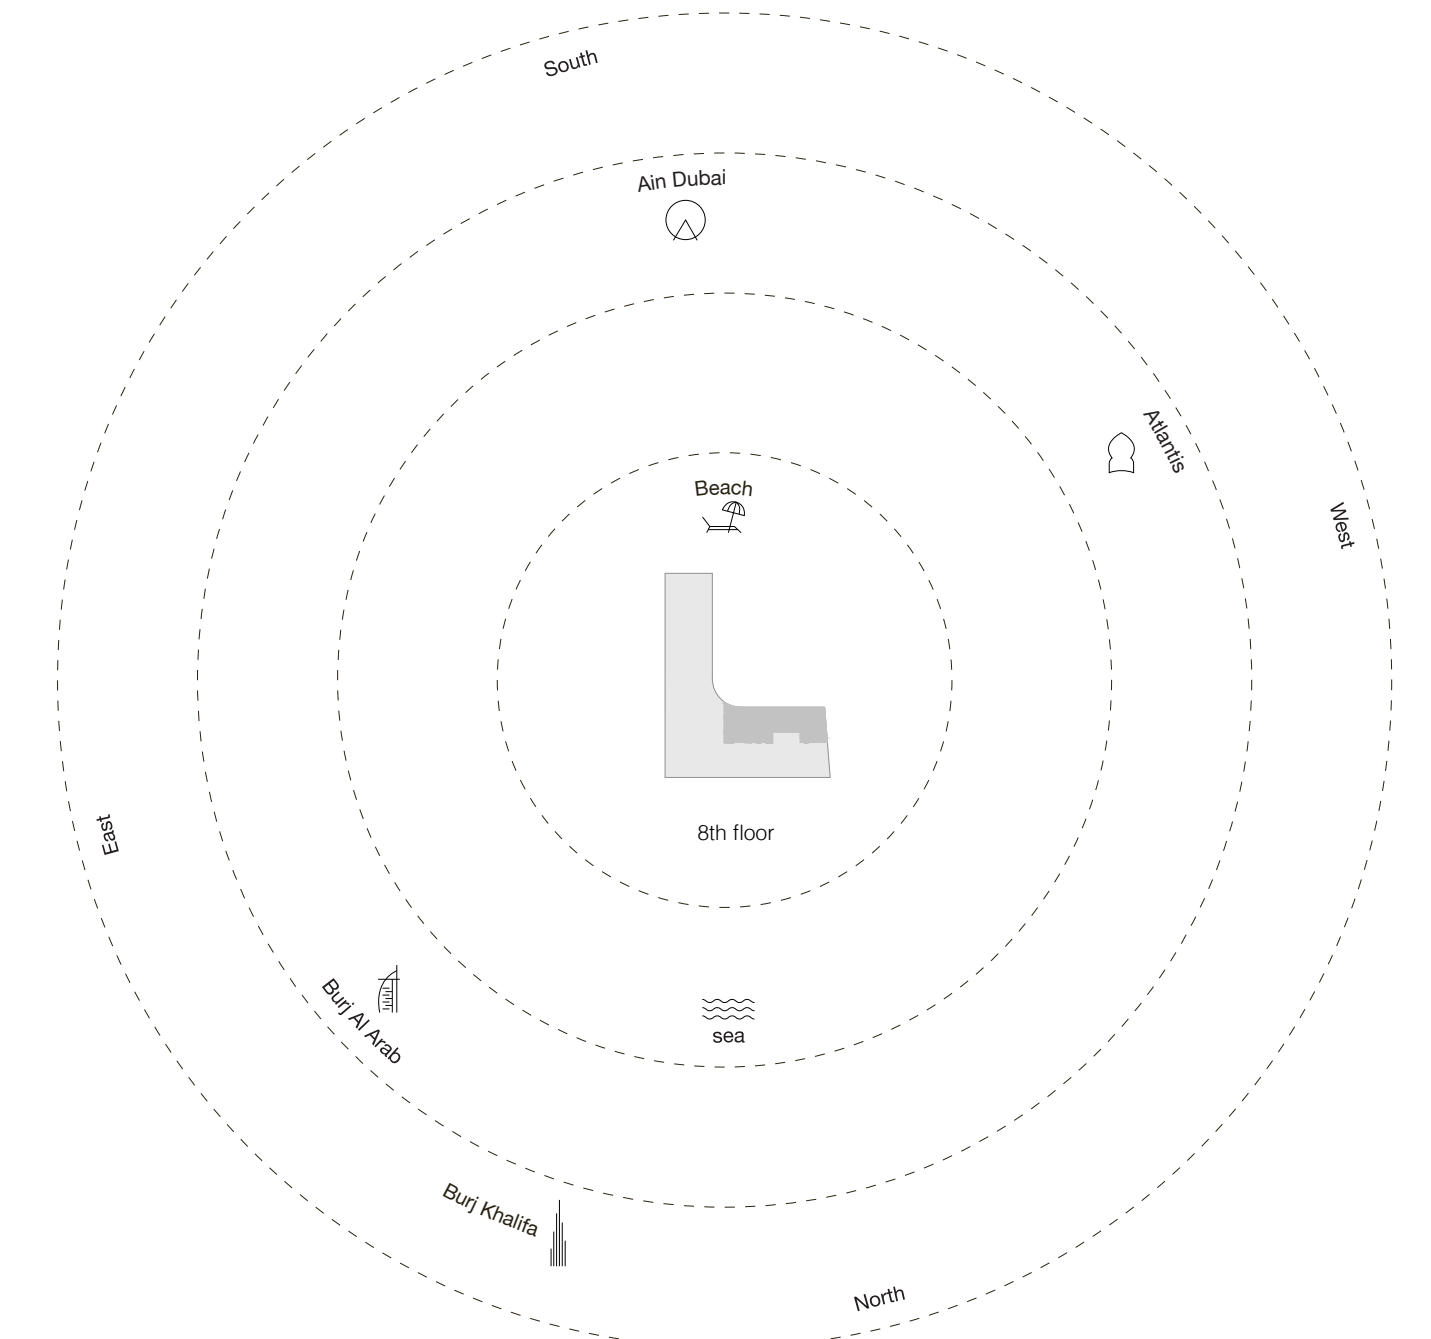 South
Ain Dubai
Atlantis
Beach
West
East
8th floor
Burj Al Arab
sea
Burj Khalifa
North